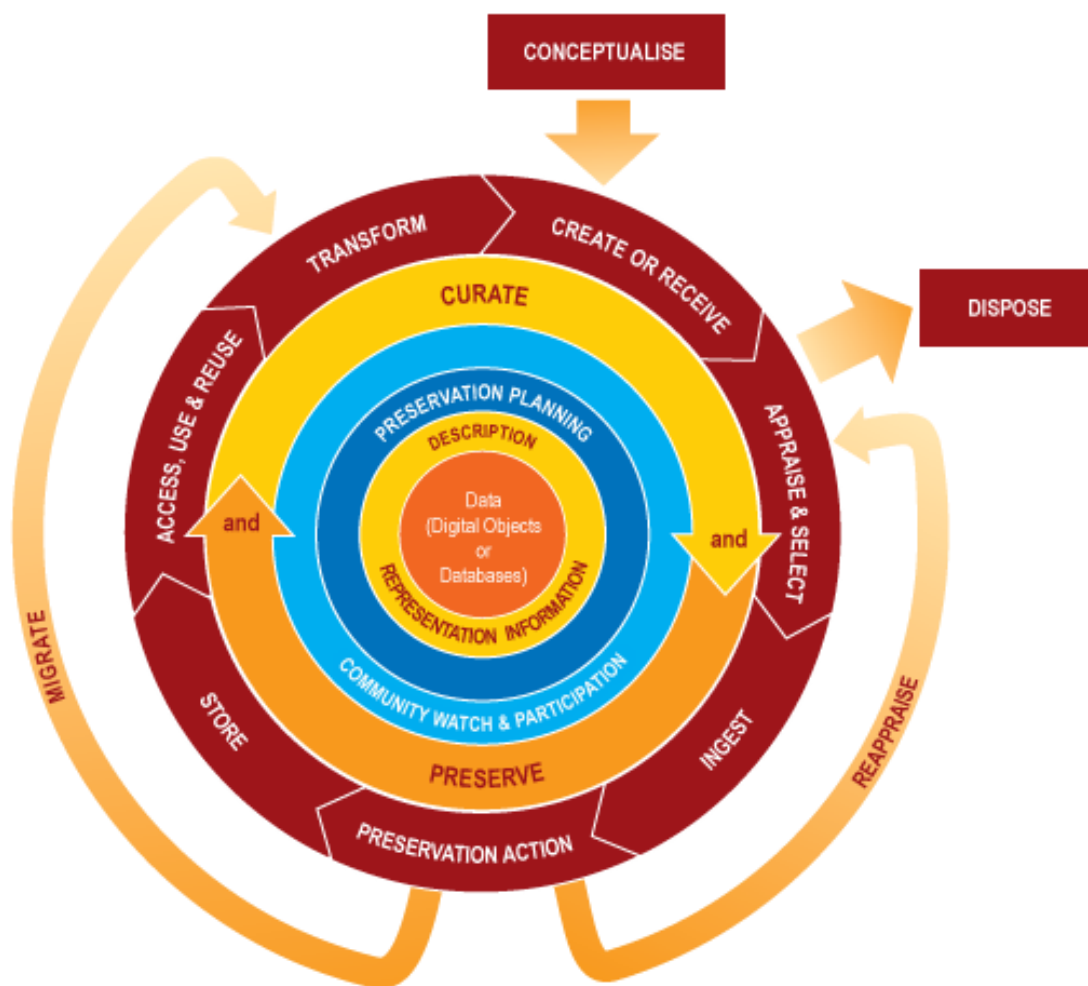 CONCEPTUALISE
TRANSFORM
CREATE OR RECEIVE
DISPOSE
CURATE
ACCESS, USE & REUSE
APPRAISE & SELECT
PRESERVATION PLANNING
DESCRIPTION
Data
(Digital Objects
or
Databases)
and
and
REPRESENTATION INFORMATION
COMMUNITY WATCH & PARTICIPATION
MIGRATE
STORE
INGEST
REAPPRAISE
PRESERVE
PRESERVATION ACTION